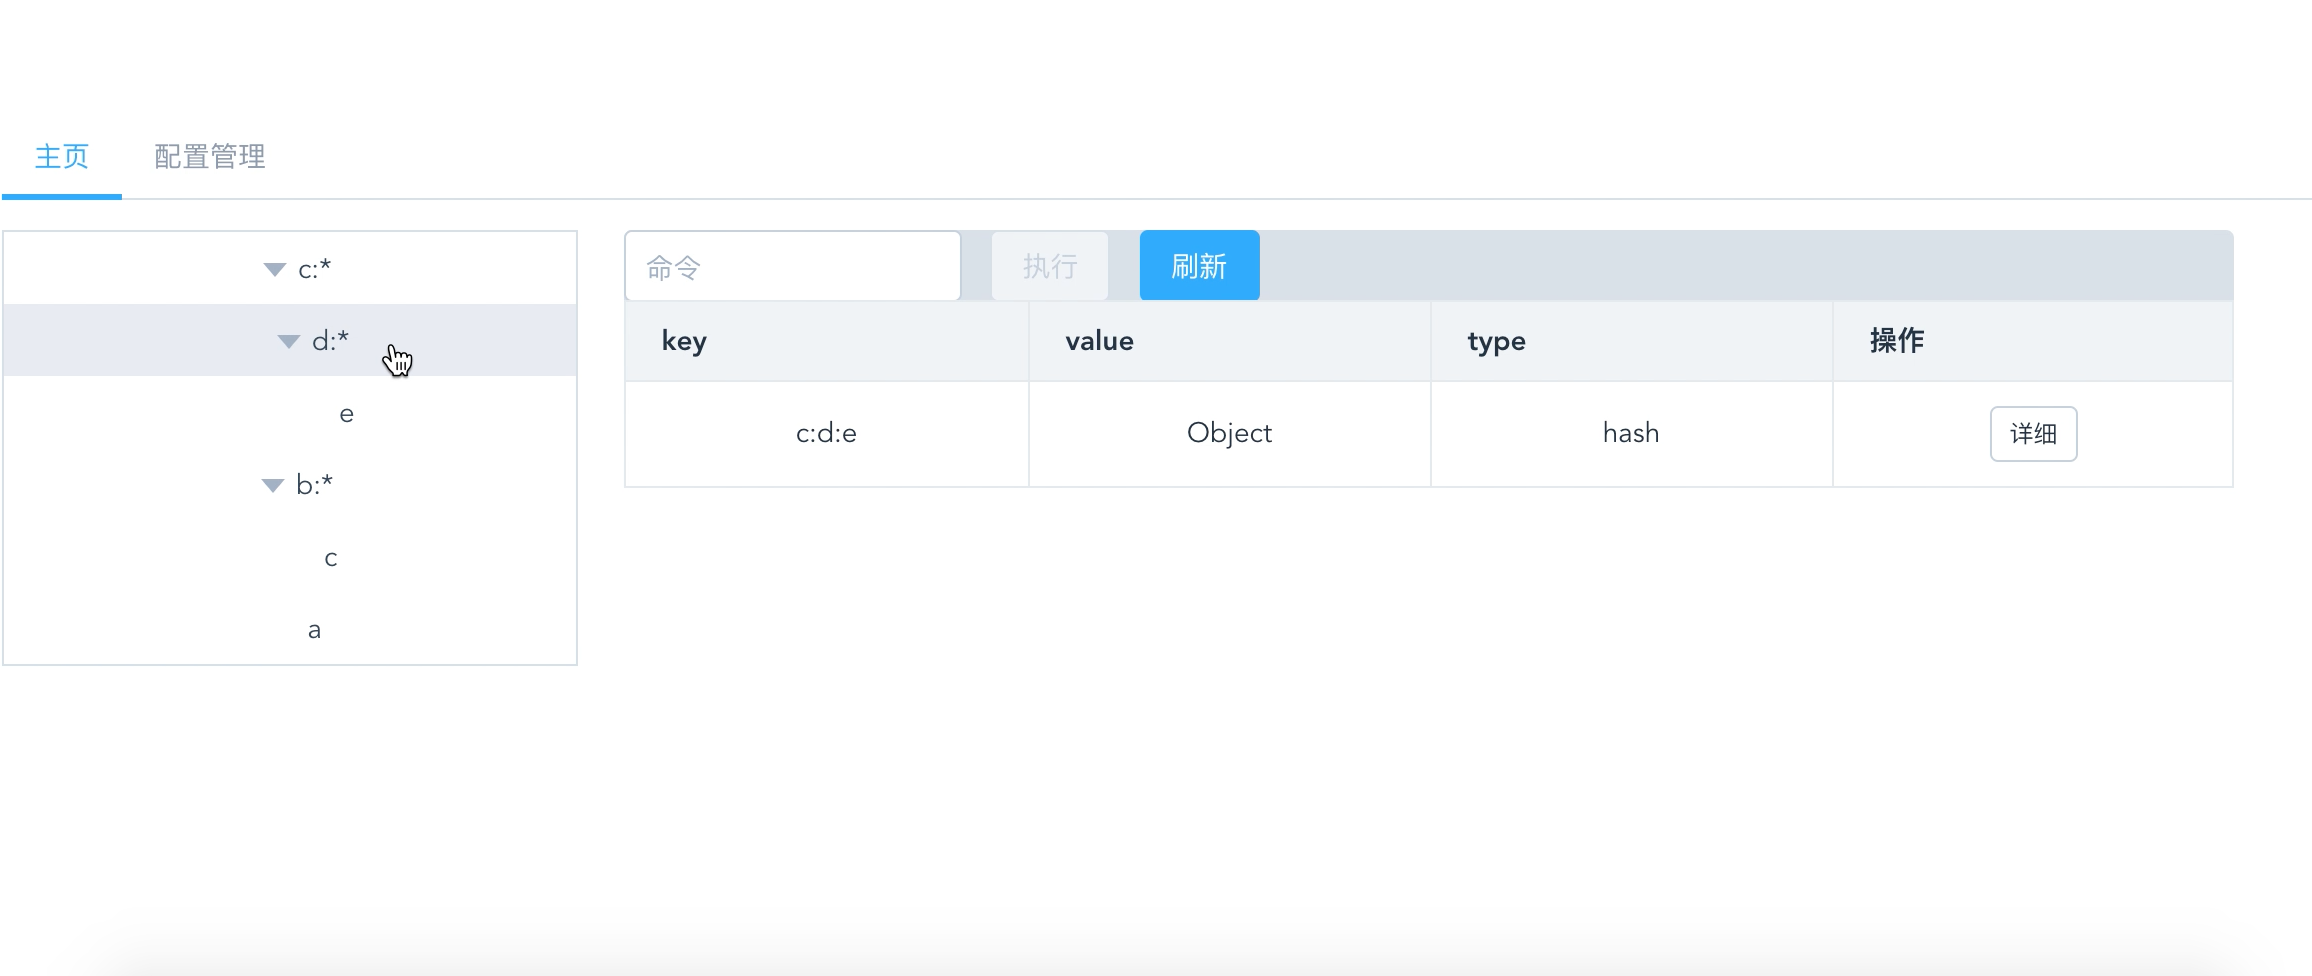 主页 配置管理
c:*
d:*
e
b:*
c
a
命令 执行 刷新
key value type 操作
c:d:e Object hash 详细